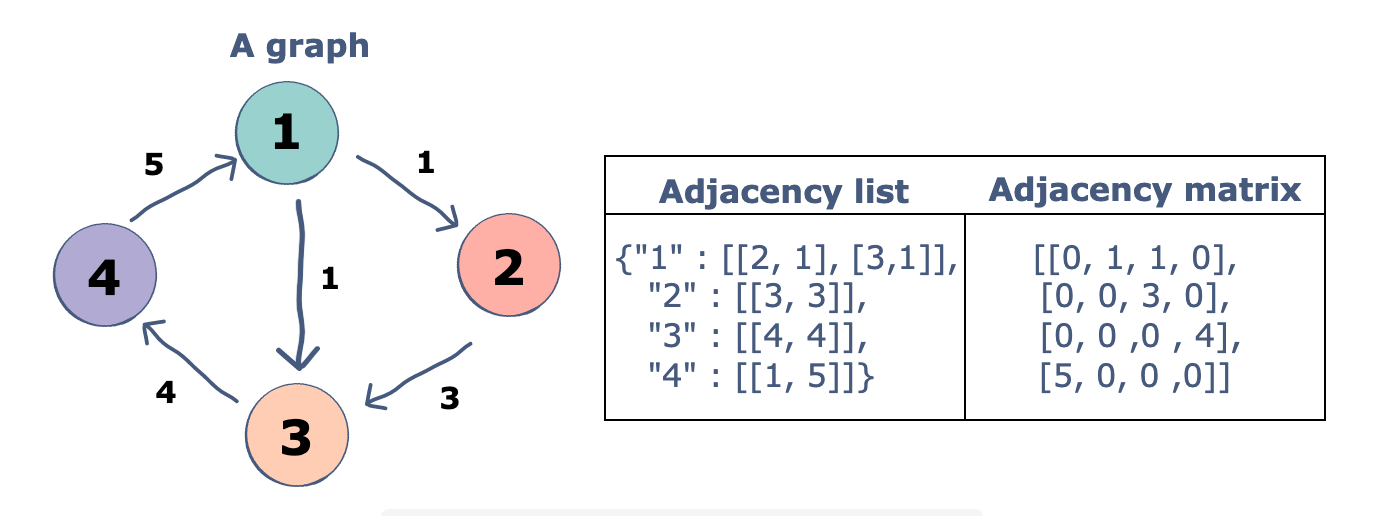 A graph
1
5
1
2
4
1
4
3
3
Adjacency list
Adjacency matrix
{"1" : [[2, 1], [3,1]],
"2" : [[3, 3]],
"3" : [[4, 4]],
"4" : [[1, 5]]}
[[0, 1, 1, 0],
[0, 0, 3, 0],
[0, 0 ,0 , 4],
[5, 0, 0 ,0]]